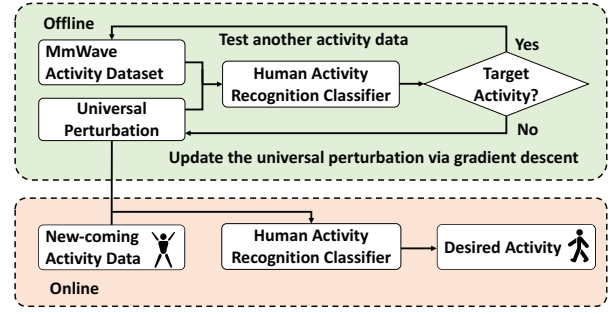 Offline
Test another activity data
Yes
MmWave
Activity Dataset
Human Activity
Recognition Classifier
Target
Activity?
Universal
Perturbation
No
Update the universal perturbation via gradient descent
New-coming
Activity Data
Human Activity
Recognition Classifier
Desired Activity
Online